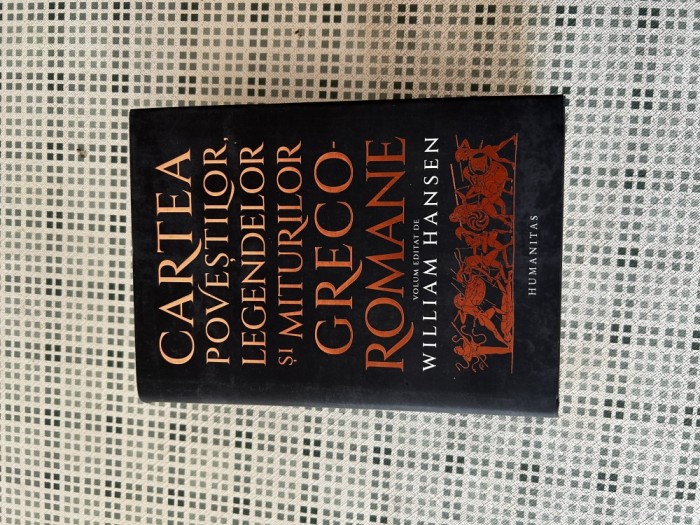 CARTEA
POVEȘTILOR,
LEGENDELOR
ȘI MITURILOR
GRECO-
ROMANE
VOLUM EDITAT DE
WILLIAM HANSEN
HUMANITAS